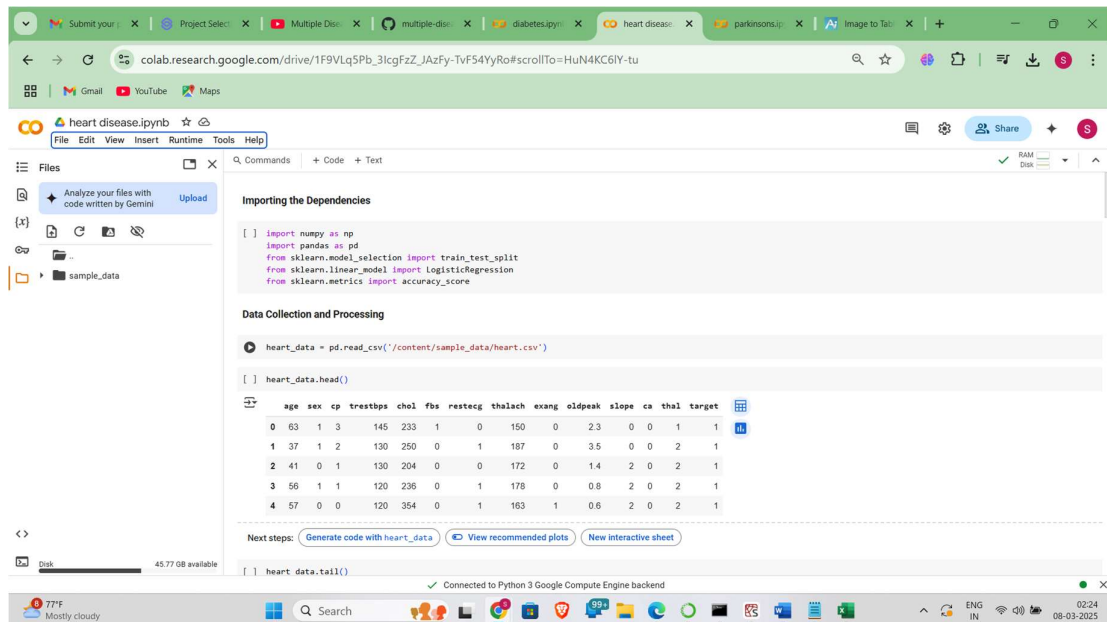 Submit your p
Project Select
Multiple Dise
multiple-dise
diabetes.ipyn
heart disease.
parkinsons.ip
Image to Tabl
colab.research.google.com/drive/1F9VLq5Pb_3IcgFzZ_JAzFy-TvF54YyRo#scrollTo=HuN4KC6lY-tu
S
Gmail YouTube Maps
CO heart disease.ipynb
File Edit View Insert Runtime Tools Help
Share
S
Files
Commands + Code + Text
RAM
Disk
Analyze your files with
code written by Gemini
Upload
{x}
..
sample_data
Importing the Dependencies
[ ] import numpy as np
import pandas as pd
from sklearn.model_selection import train_test_split
from sklearn.linear_model import LogisticRegression
from sklearn.metrics import accuracy_score
Data Collection and Processing
heart_data = pd.read_csv('/content/sample_data/heart.csv')
[ ] heart_data.head()
age sex cp trestbps chol fbs restecg thalach exang oldpeak slope ca thal target
0 63 1 3 145 233 1 0 150 0 2.3 0 0 1 1
1 37 1 2 130 250 0 1 187 0 3.5 0 0 2 1
2 41 0 1 130 204 0 0 172 0 1.4 2 0 2 1
3 56 1 1 120 236 0 1 178 0 0.8 2 0 2 1
4 57 0 0 120 354 0 1 163 1 0.6 2 0 2 1
Next steps: Generate code with heart_data View recommended plots New interactive sheet
[ ] heart_data.tail()
<>
Disk 45.77 GB available
Connected to Python 3 Google Compute Engine backend
8
77°F
Mostly cloudy
Search
99+
ENG
IN
02:24
08-03-2025